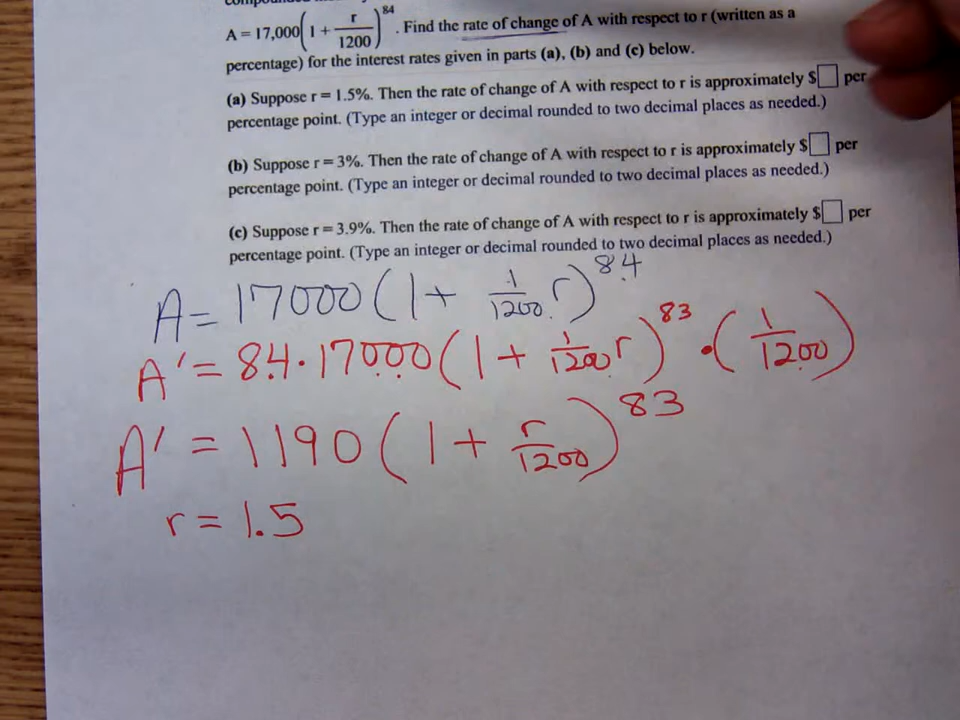 A = 17,000(1 + r/1200)^84. Find the rate of change of A with respect to r (written as a
percentage) for the interest rates given in parts (a), (b) and (c) below.
(a) Suppose r = 1.5%. Then the rate of change of A with respect to r is approximately $□ per
percentage point. (Type an integer or decimal rounded to two decimal places as needed.)
(b) Suppose r = 3%. Then the rate of change of A with respect to r is approximately $□ per
percentage point. (Type an integer or decimal rounded to two decimal places as needed.)
(c) Suppose r = 3.9%. Then the rate of change of A with respect to r is approximately $□ per
percentage point. (Type an integer or decimal rounded to two decimal places as needed.)
A = 17000(1 + 1/1200 r)^84
A' = 84·17000(1 + 1/1200 r)^83 · (1/1200)
A' = 1190(1 + r/1200)^83
r = 1.5